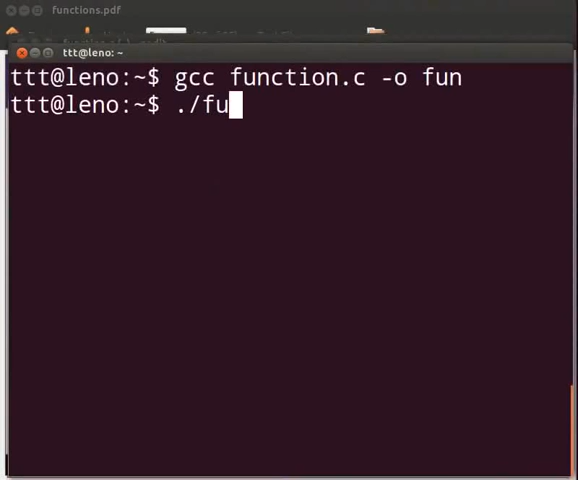 functions.pdf
ttt@leno: ~
ttt@leno:~$ gcc function.c -o fun
ttt@leno:~$ ./fu